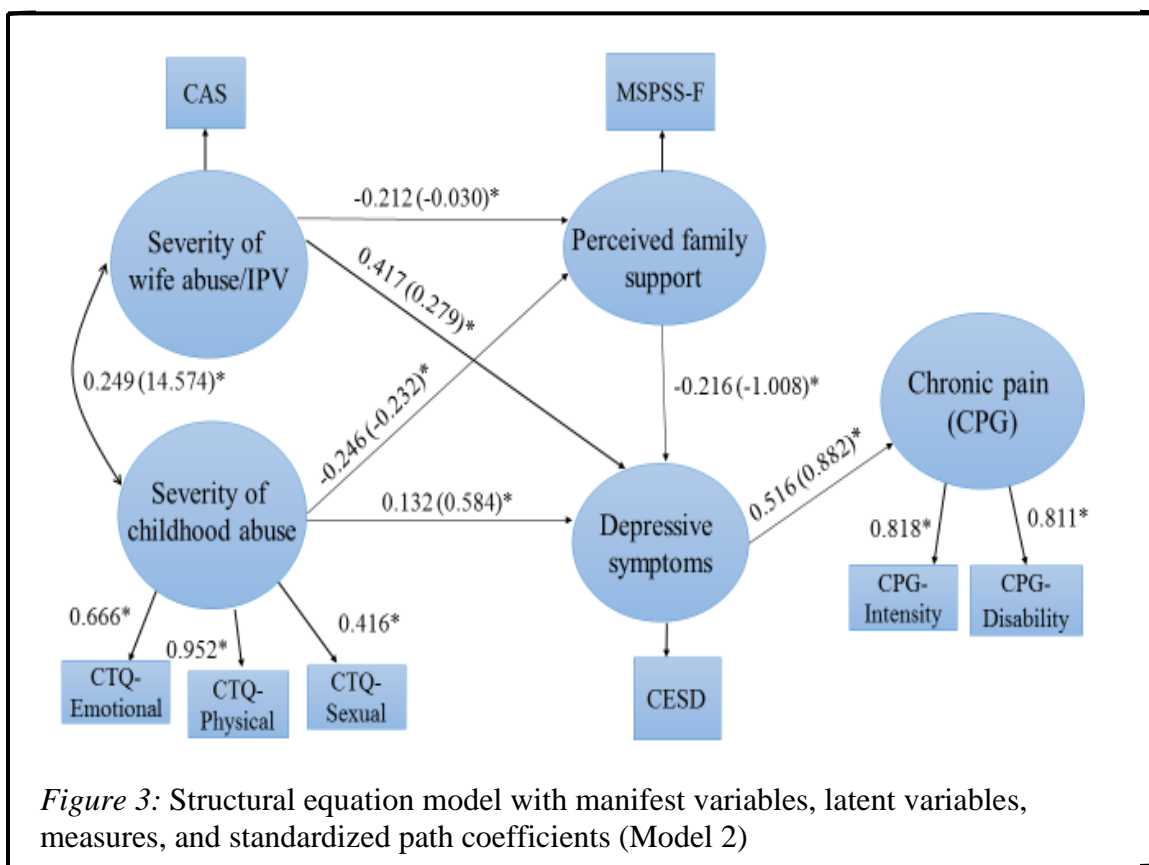 CAS
MSPSS-F
-0.212 (-0.030)*
Severity of
wife abuse/IPV
Perceived family
support
0.417 (0.279)*
0.249 (14.574)*
-0.246 (-0.232)*
-0.216 (-1.008)*
Chronic pain
(CPG)
Severity of
childhood abuse
0.132 (0.584)*
Depressive
symptoms
0.516 (0.882)*
0.818*
0.811*
CPG-
Intensity
CPG-
Disability
0.666*
0.952*
0.416*
CTQ-
Emotional
CTQ-
Physical
CTQ-
Sexual
CESD
Figure 3: Structural equation model with manifest variables, latent variables,
measures, and standardized path coefficients (Model 2)